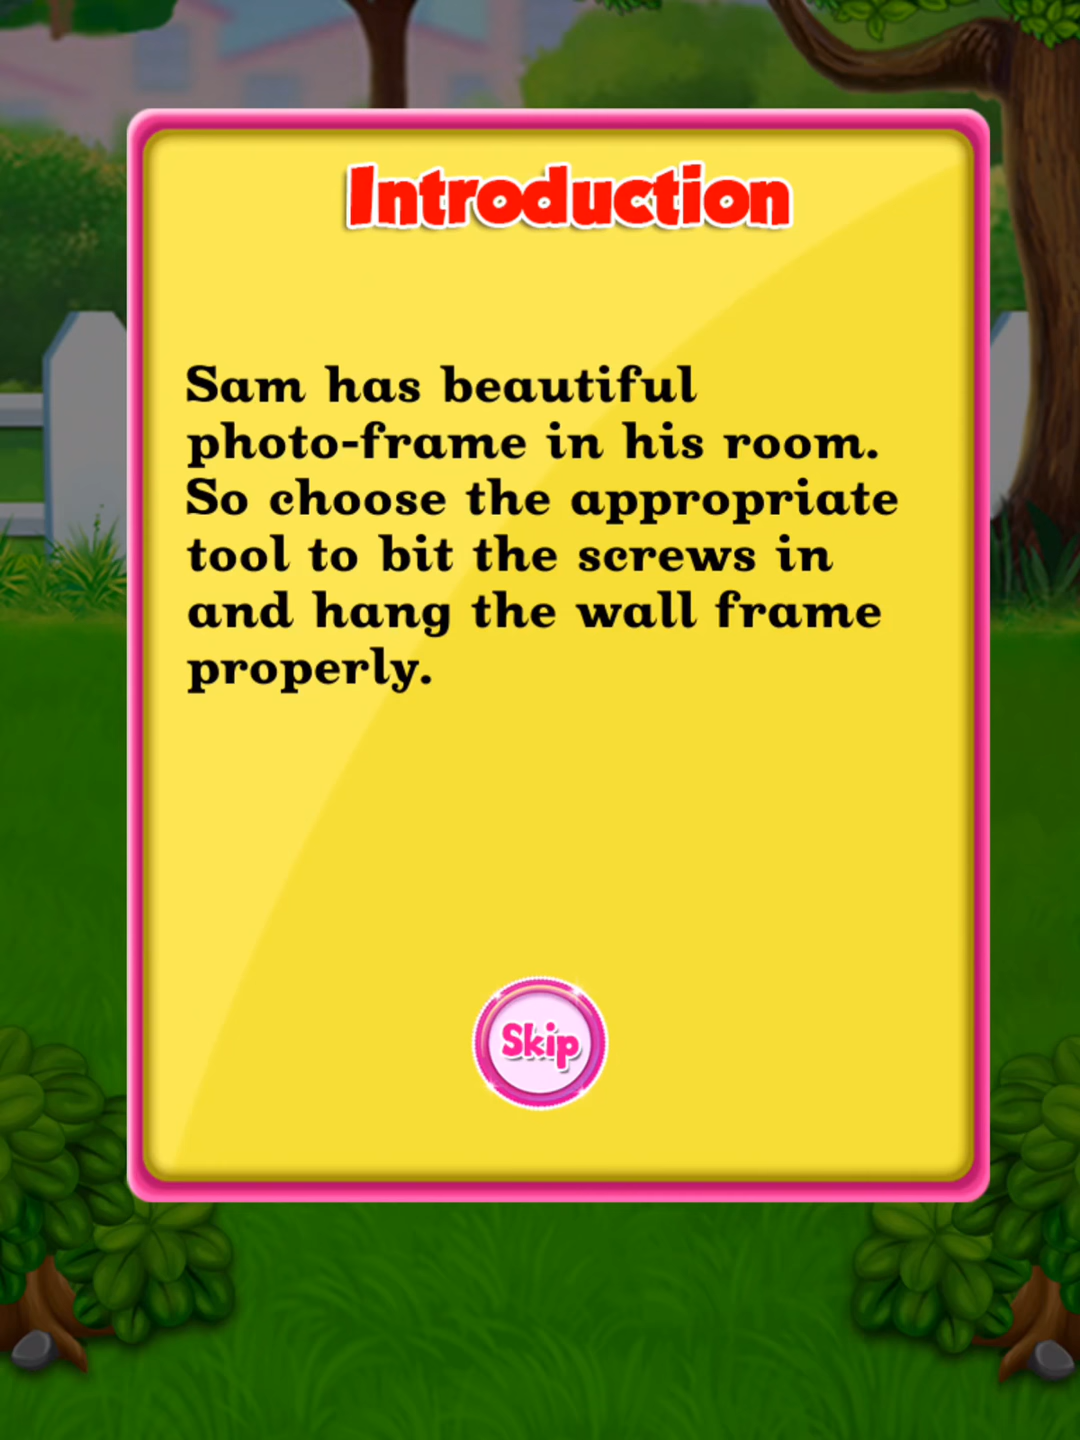 Introduction
Sam has beautiful
photo-frame in his room.
So choose the appropriate
tool to bit the screws in
and hang the wall frame
properly.
Skip